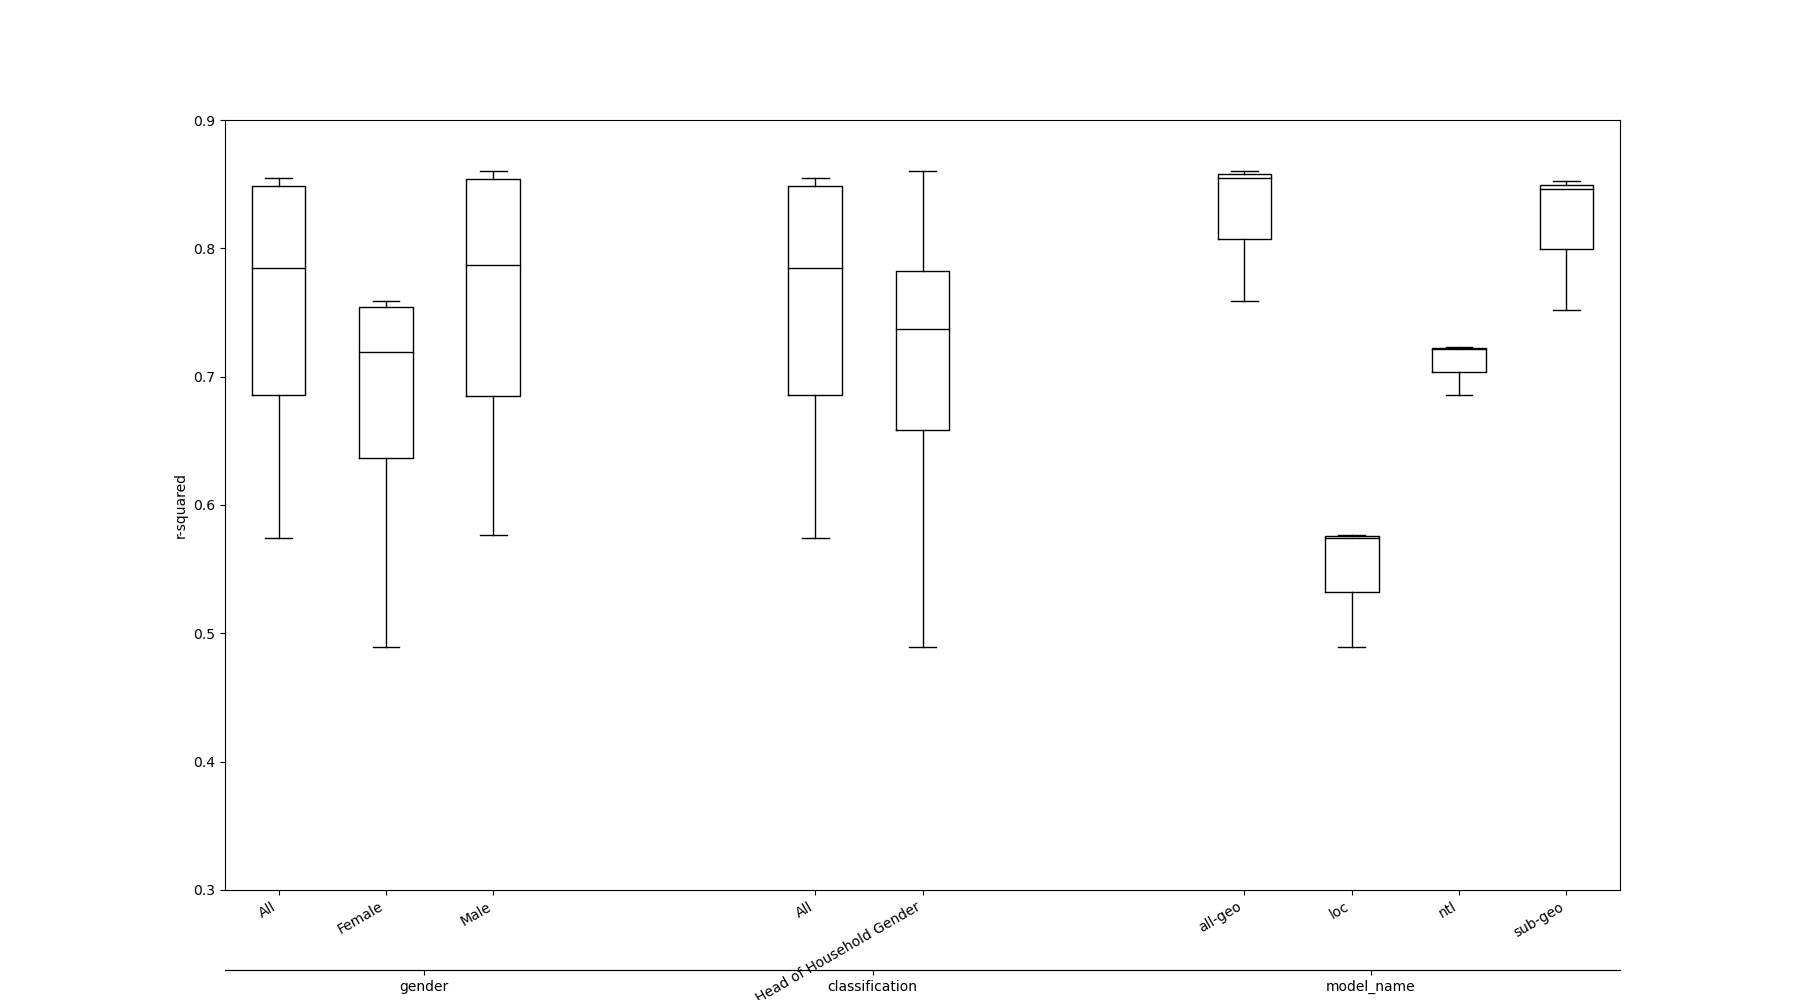 0.9
0.8
0.7
0.6
0.5
0.4
0.3
r-squared
All
Female
Male
All
Head of Household Gender
all-geo
loc
ntl
sub-geo
gender
classification
model_name